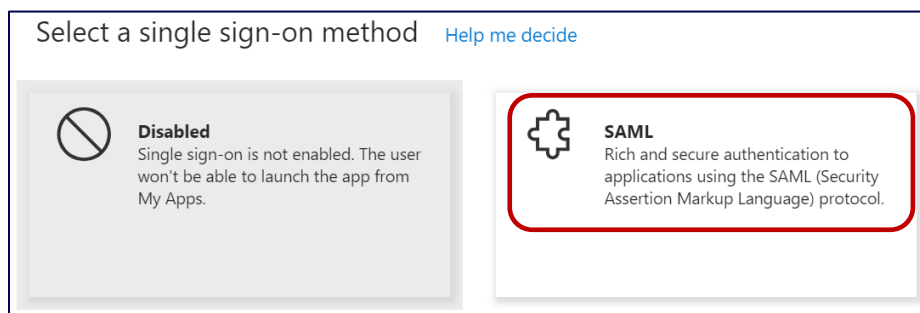 Select a single sign-on method Help me decide
Disabled
Single sign-on is not enabled. The user
won't be able to launch the app from
My Apps.
SAML
Rich and secure authentication to
applications using the SAML (Security
Assertion Markup Language) protocol.